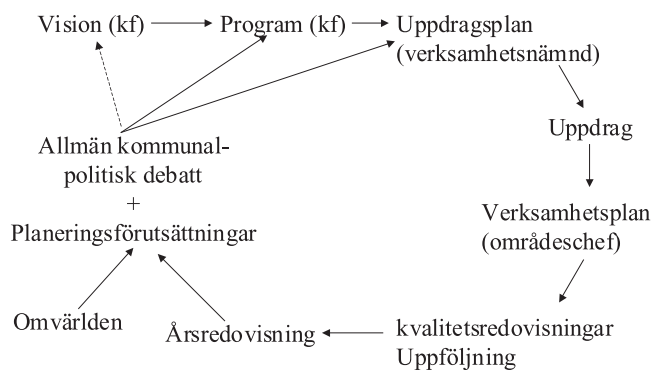 Vision (kf)
Program (kf)
Uppdragsplan
(verksamhetsnämnd)
Uppdrag
Allmän kommunal-
politisk debatt
+
Planeringsförutsättningar
Verksamhetsplan
(områdeschef)
Omvärlden
Årsredovisning
kvalitetsredovisningar
Uppföljning